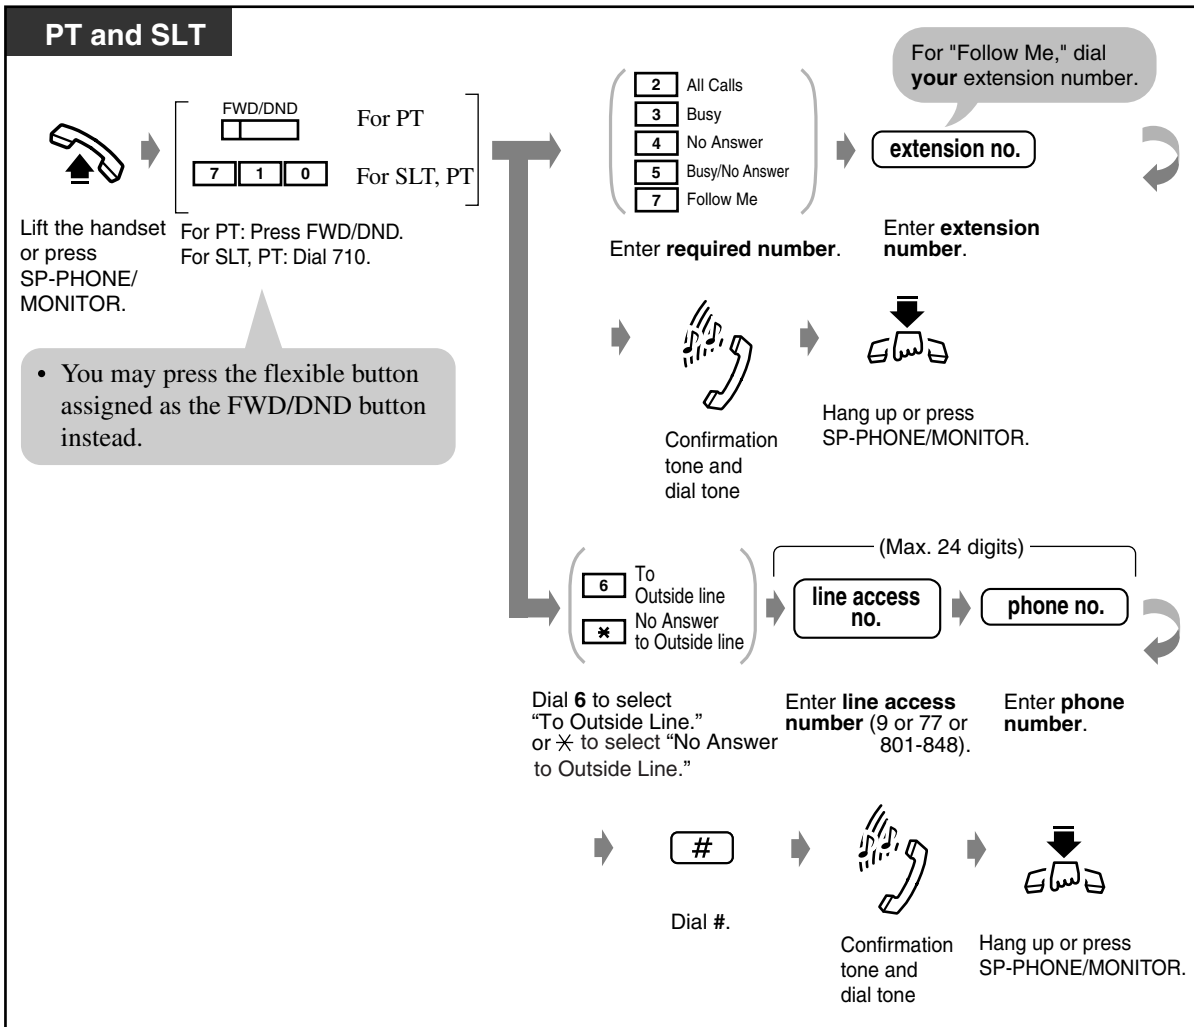 PT and SLT
FWD/DND
For PT
7 1 0
For SLT, PT
Lift the handset
or press
SP-PHONE/
MONITOR.
For PT: Press FWD/DND.
For SLT, PT: Dial 710.
• You may press the flexible button
assigned as the FWD/DND button
instead.
2 All Calls
3 Busy
4 No Answer
5 Busy/No Answer
7 Follow Me
Enter required number.
For "Follow Me," dial
your extension number.
extension no.
Enter extension
number.
Confirmation
tone and
dial tone
Hang up or press
SP-PHONE/MONITOR.
6 To
Outside line
* No Answer
to Outside line
Dial 6 to select
“To Outside Line.”
or * to select “No Answer
to Outside Line.”
(Max. 24 digits)
line access
no.
Enter line access
number (9 or 77 or
801-848).
phone no.
Enter phone
number.
#
Dial #.
Confirmation
tone and
dial tone
Hang up or press
SP-PHONE/MONITOR.